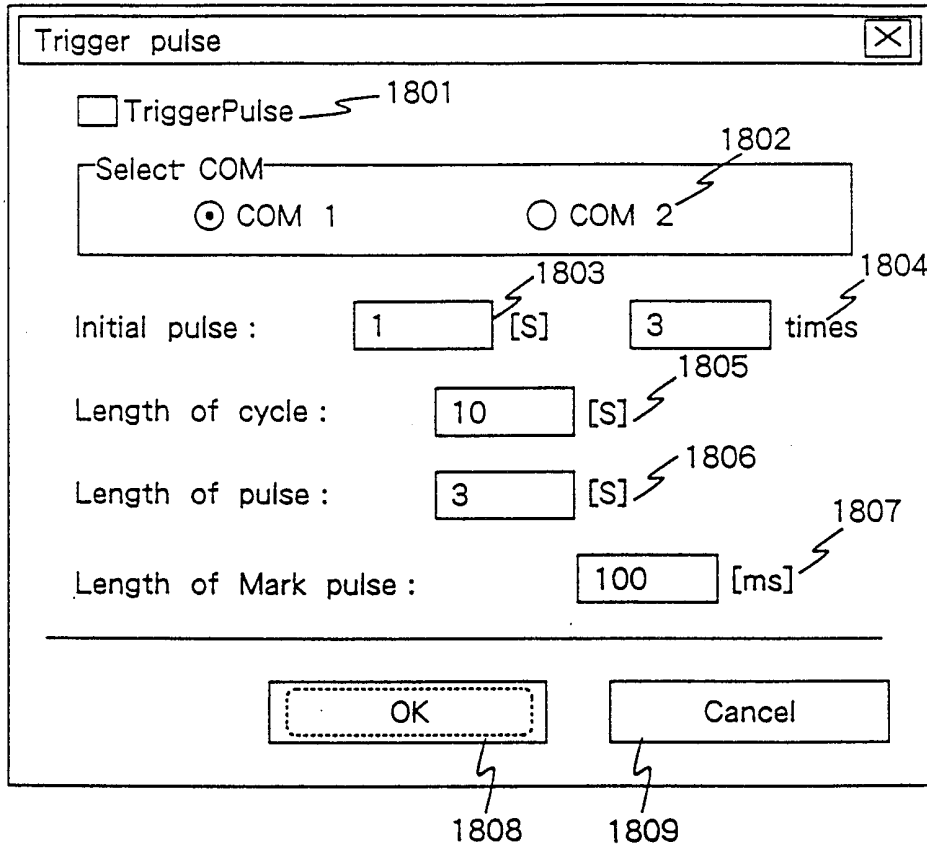 Trigger pulse
TriggerPulse 1801
Select COM 1802
COM 1 COM 2
1803 1804
Initial pulse : 1 [S] 3 times
1805
Length of cycle : 10 [S]
1806
Length of pulse : 3 [S]
1807
Length of Mark pulse : 100 [ms]
OK Cancel
1808 1809